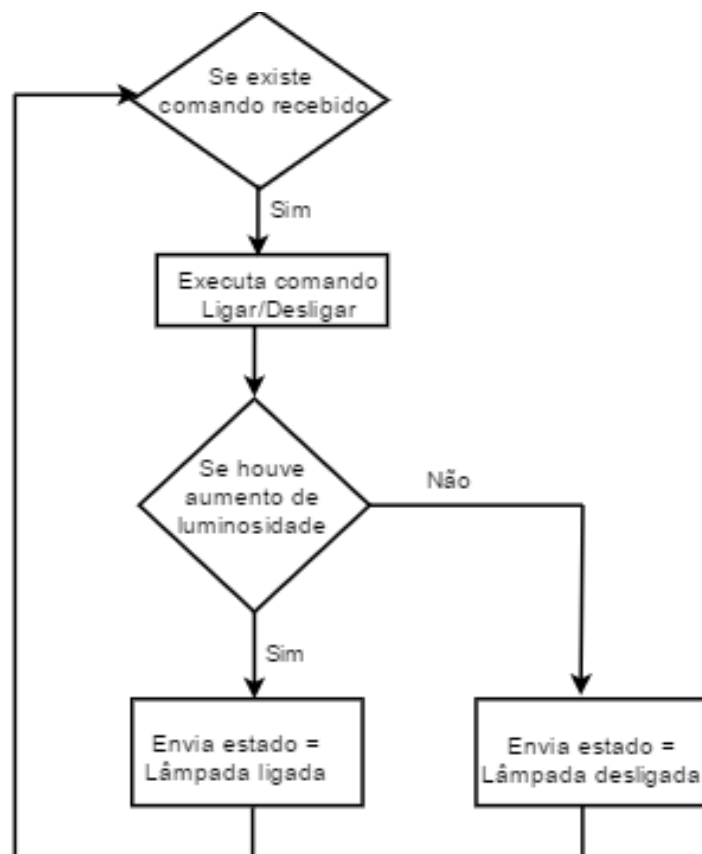 Se existe
comando recebido
Sim
Executa comando
Ligar/Desligar
Se houve
aumento de
luminosidade
Não
Sim
Envia estado =
Lâmpada ligada
Envia estado =
Lâmpada desligada